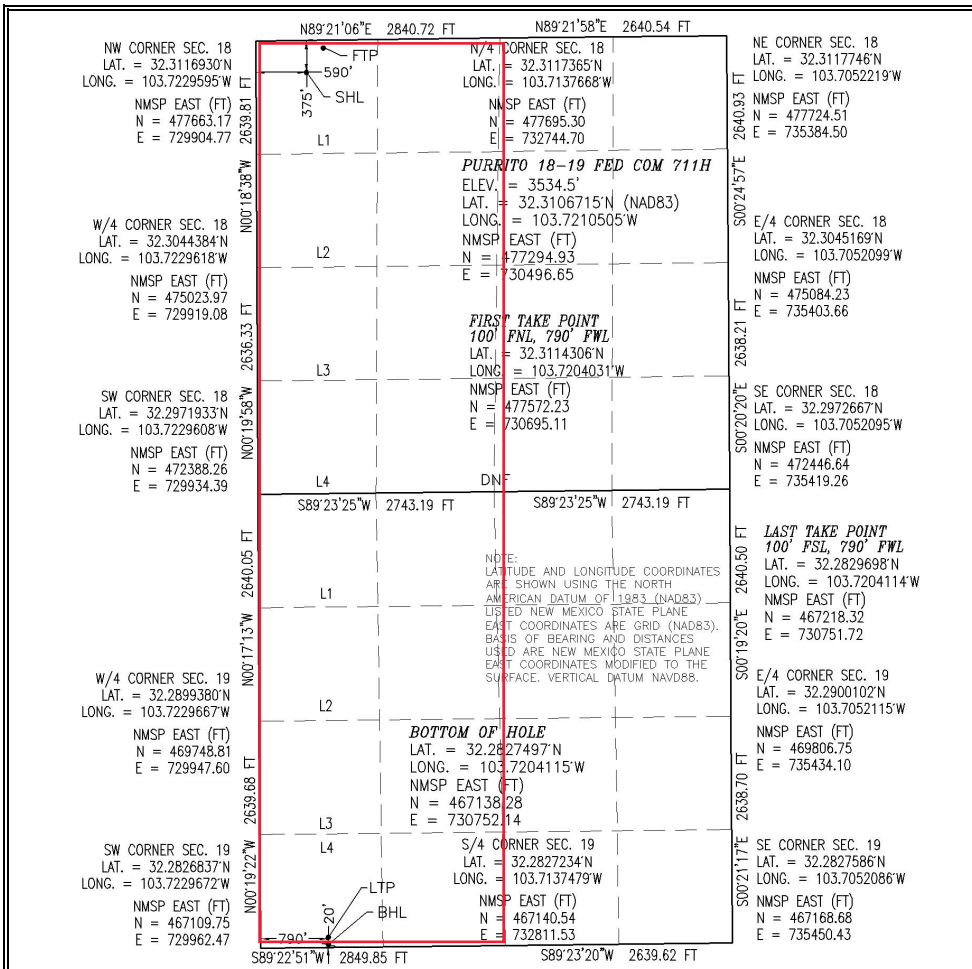 N89°21'06"E 2840.72 FT
N89°21'58" E 2640.54 FT
NW CORNER SEC. 18
LAT. = 32.3116930'N
LONG. = 103.7229595'W
NMSP EAST (FT)
N = 477663.17
E = 729904.77
FTP
590'
SHL
375'
N/4 CORNER SEC. 18
LAT. = 32.3117365'N
LONG. = 103.7137668'W
NMSP EAST (FT)
N = 477695.30
E = 732744.70
NE CORNER SEC. 18
LAT. = 32.3117746'N
LONG. = 103.7052219'W
NMSP EAST (FT)
N = 477724.51
E = 735384.50
2639.81 FT
2640.93 FT
L1
N00°18'38"W
S00°24'57"E
PURRITO 18-19 FED COM 711H
ELEV. = 3534.5'
LAT. = 32.3106715'N (NAD83)
LONG. = 103.7210505'W
NMSP EAST (FT)
N = 477294.93
E = 730496.65
W/4 CORNER SEC. 18
LAT. = 32.3044384'N
LONG. = 103.7229618'W
NMSP EAST (FT)
N = 475023.97
E = 729919.08
L2
E/4 CORNER SEC. 18
LAT. = 32.3045169'N
LONG. = 103.7052099'W
NMSP EAST (FT)
N = 475084.23
E = 735403.66
2636.33 FT
2638.21 FT
FIRST TAKE POINT
100' FNL, 790' FWL
LAT. = 32.3114306'N
LONG. = 103.7204031'W
NMSP EAST (FT)
N = 477572.23
E = 730695.11
L3
N00°19'58"W
S00°20'20"E
SW CORNER SEC. 18
LAT. = 32.2971933'N
LONG. = 103.7229608'W
NMSP EAST (FT)
N = 472388.26
E = 729934.39
SE CORNER SEC. 18
LAT. = 32.2972667'N
LONG. = 103.7052095'W
NMSP EAST (FT)
N = 472446.64
E = 735419.26
L4
S89°23'25"W 2743.19 FT
S89°23'25"W 2743.19 FT
2640.05 FT
2640.50 FT
LAST TAKE POINT
100' FSL, 790' FWL
LAT. = 32.2829698'N
LONG. = 103.7204114'W
NMSP EAST (FT)
N = 467218.32
E = 730751.72
NOTE:
LATITUDE AND LONGITUDE COORDINATES
ARE SHOWN USING THE NORTH
AMERICAN DATUM OF 1983 (NAD83)
LISTED NEW MEXICO STATE PLANE
EAST COORDINATES ARE GRID (NAD83).
BASIS OF BEARING AND DISTANCES
USED ARE NEW MEXICO STATE PLANE
EAST COORDINATES MODIFIED TO THE
SURFACE. VERTICAL DATUM NAVD88.
L1
N00°17'13"W
S00°19'20"E
W/4 CORNER SEC. 19
LAT. = 32.2899380'N
LONG. = 103.7229667'W
NMSP EAST (FT)
N = 469748.81
E = 729947.60
L2
E/4 CORNER SEC. 19
LAT. = 32.2900102'N
LONG. = 103.7052115'W
NMSP EAST (FT)
N = 469806.75
E = 735434.10
2639.68 FT
2638.70 FT
BOTTOM OF HOLE
LAT. = 32.2827497'N
LONG. = 103.7204115'W
NMSP EAST (FT)
N = 467138.28
E = 730752.14
L3
L4
N00°19'22"W
S00°21'17"E
SW CORNER SEC. 19
LAT. = 32.2826837'N
LONG. = 103.7229672'W
NMSP EAST (FT)
N = 467109.75
E = 729962.47
LTP
BHL
20'
790'
S/4 CORNER SEC. 19
LAT. = 32.2827234'N
LONG. = 103.7137479'W
NMSP EAST (FT)
N = 467140.54
E = 732811.53
SE CORNER SEC. 19
LAT. = 32.2827586'N
LONG. = 103.7052086'W
NMSP EAST (FT)
N = 467168.68
E = 735450.43
S89°22'51"W 2849.85 FT
S89°23'20"W 2639.62 FT